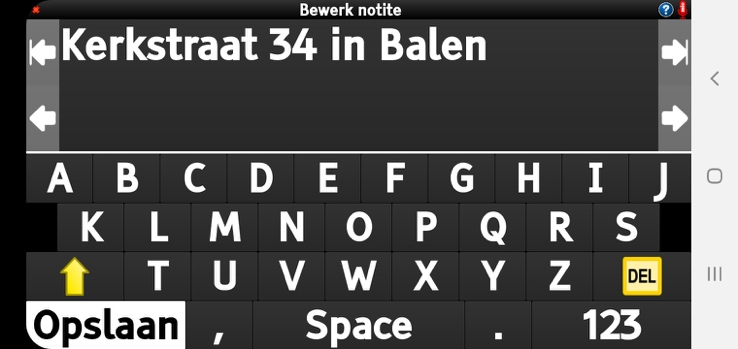 Bewerk notite
Kerkstraat 34 in Balen
A B C D E F G H I J
K L M N O P Q R S
T U V W X Y Z DEL
Opslaan , Space . 123